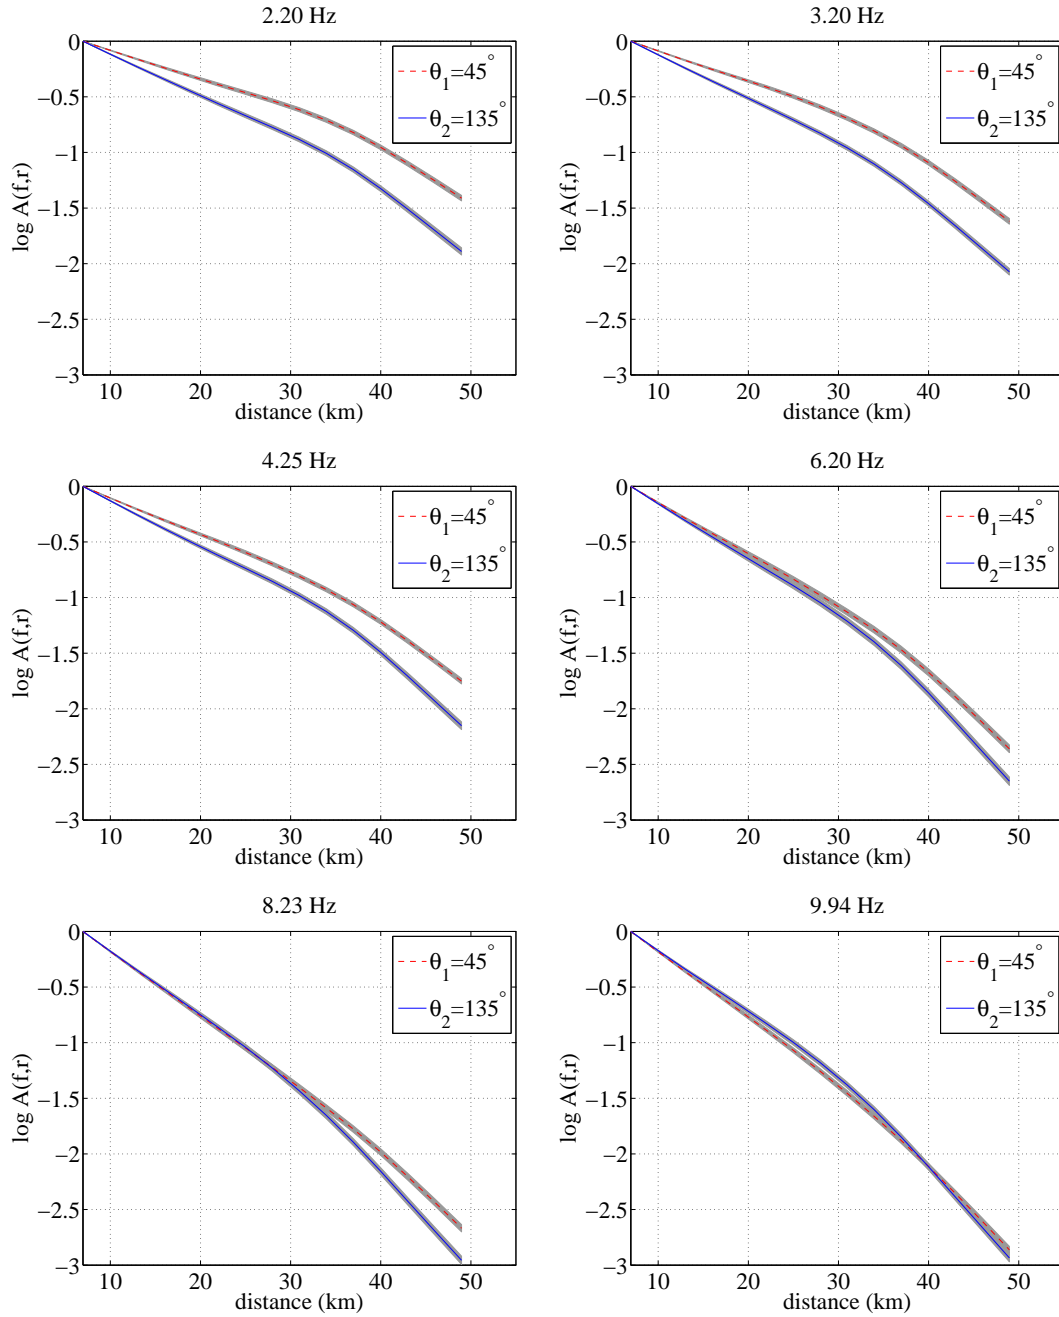 2.20 Hz
0
−0.5
−1
−1.5
−2
−2.5
−3
10 20 30 40 50
distance (km)
log A(f,r)
θ1=45°
θ2=135°
3.20 Hz
0
−0.5
−1
−1.5
−2
−2.5
−3
10 20 30 40 50
distance (km)
log A(f,r)
θ1=45°
θ2=135°
4.25 Hz
0
−0.5
−1
−1.5
−2
−2.5
−3
10 20 30 40 50
distance (km)
log A(f,r)
θ1=45°
θ2=135°
6.20 Hz
0
−0.5
−1
−1.5
−2
−2.5
−3
10 20 30 40 50
distance (km)
log A(f,r)
θ1=45°
θ2=135°
8.23 Hz
0
−0.5
−1
−1.5
−2
−2.5
−3
10 20 30 40 50
distance (km)
log A(f,r)
θ1=45°
θ2=135°
9.94 Hz
0
−0.5
−1
−1.5
−2
−2.5
−3
10 20 30 40 50
distance (km)
log A(f,r)
θ1=45°
θ2=135°